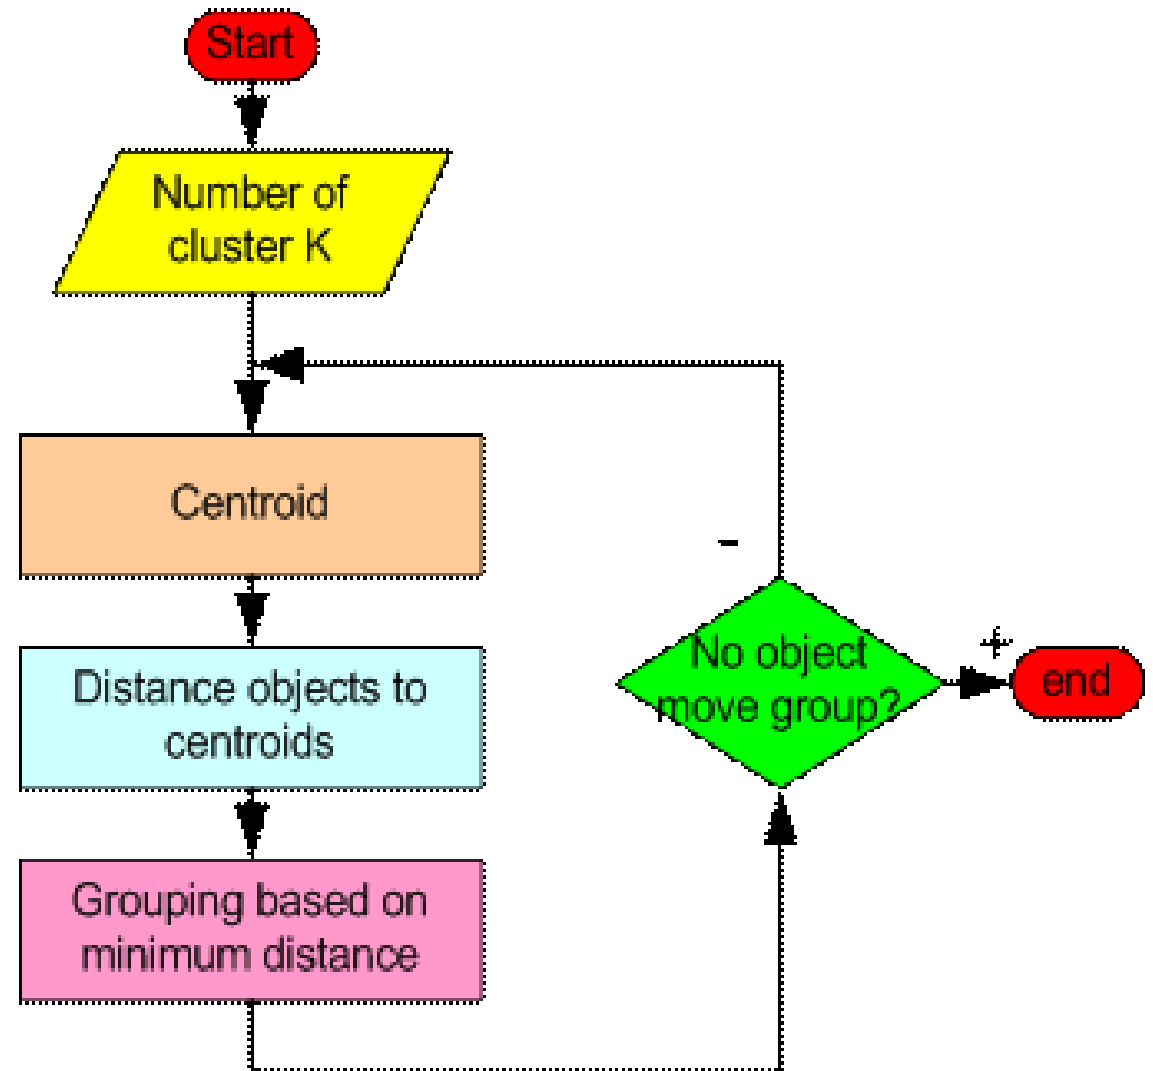 Start
Number of
cluster K
Centroid
Distance objects to
centroids
Grouping based on
minimum distance
-
No object
move group?
+
end